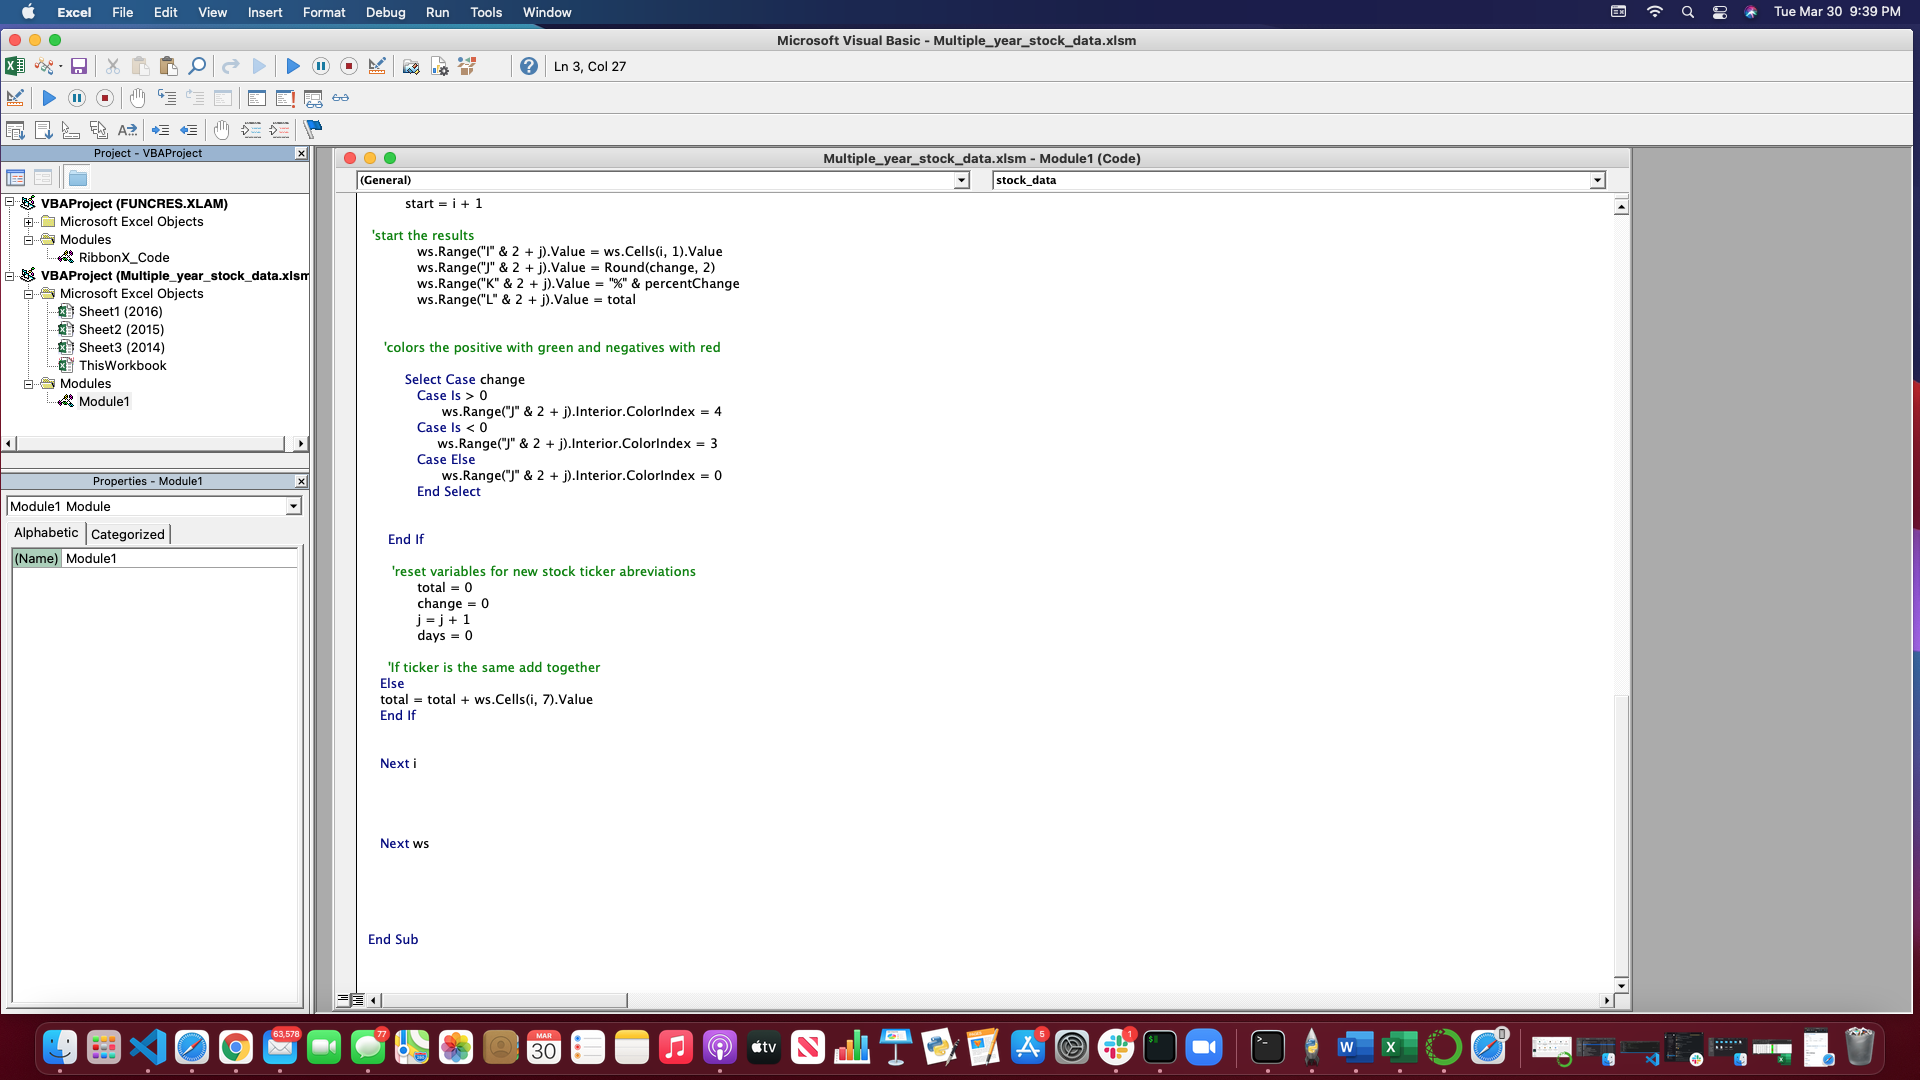 Excel File Edit View Insert Format Debug Run Tools Window Tue Mar 30 9:39 PM
Microsoft Visual Basic - Multiple_year_stock_data.xlsm
Ln 3, Col 27
Project - VBAProject
VBAProject (FUNCRES.XLAM)
Microsoft Excel Objects
Modules
RibbonX_Code
VBAProject (Multiple_year_stock_data.xlsm
Microsoft Excel Objects
Sheet1 (2016)
Sheet2 (2015)
Sheet3 (2014)
ThisWorkbook
Modules
Module1
Properties - Module1
Module1 Module
Alphabetic Categorized
(Name) Module1
Multiple_year_stock_data.xlsm - Module1 (Code)
(General) stock_data
start = i + 1
'start the results
ws.Range("I" & 2 + j).Value = ws.Cells(i, 1).Value
ws.Range("J" & 2 + j).Value = Round(change, 2)
ws.Range("K" & 2 + j).Value = "%" & percentChange
ws.Range("L" & 2 + j).Value = total
'colors the positive with green and negatives with red
Select Case change
Case Is > 0
ws.Range("J" & 2 + j).Interior.ColorIndex = 4
Case Is < 0
ws.Range("J" & 2 + j).Interior.ColorIndex = 3
Case Else
ws.Range("J" & 2 + j).Interior.ColorIndex = 0
End Select
End If
'reset variables for new stock ticker abreviations
total = 0
change = 0
j = j + 1
days = 0
'If ticker is the same add together
Else
total = total + ws.Cells(i, 7).Value
End If
Next i
Next ws
End Sub
63,578
77
MAR
30
tv
5
1
W
X